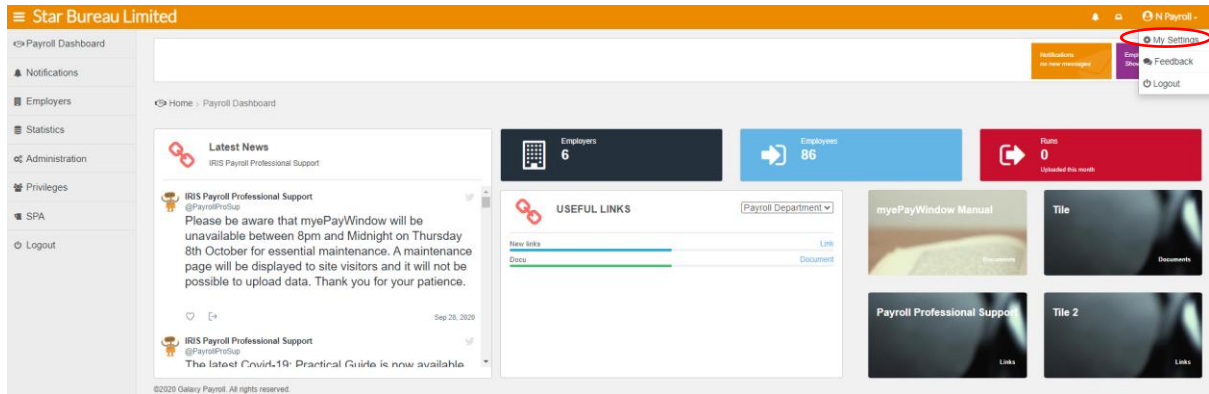 Star Bureau Limited
N Payroll
My Settings
Feedback
Logout
Payroll Dashboard
Notifications
Employers
Statistics
Administration
Privileges
SPA
Logout
Notifications
no new messages
Home > Payroll Dashboard
Latest News
IRIS Payroll Professional Support
IRIS Payroll Professional Support
@PayrollProSup
Please be aware that myePayWindow will be
unavailable between 8pm and Midnight on Thursday
8th October for essential maintenance. A maintenance
page will be displayed to site visitors and it will not be
possible to upload data. Thank you for your patience.
Sep 28, 2020
IRIS Payroll Professional Support
@PayrollProSup
The latest Covid-19: Practical Guide is now available
Employers
6
Employees
86
Runs
0
Uploaded this month
USEFUL LINKS
Payroll Department
New links
Link
Docu
Document
myePayWindow Manual
Documents
Tile
Documents
Payroll Professional Support
Links
Tile 2
Links
©2020 Galaxy Payroll. All rights reserved.